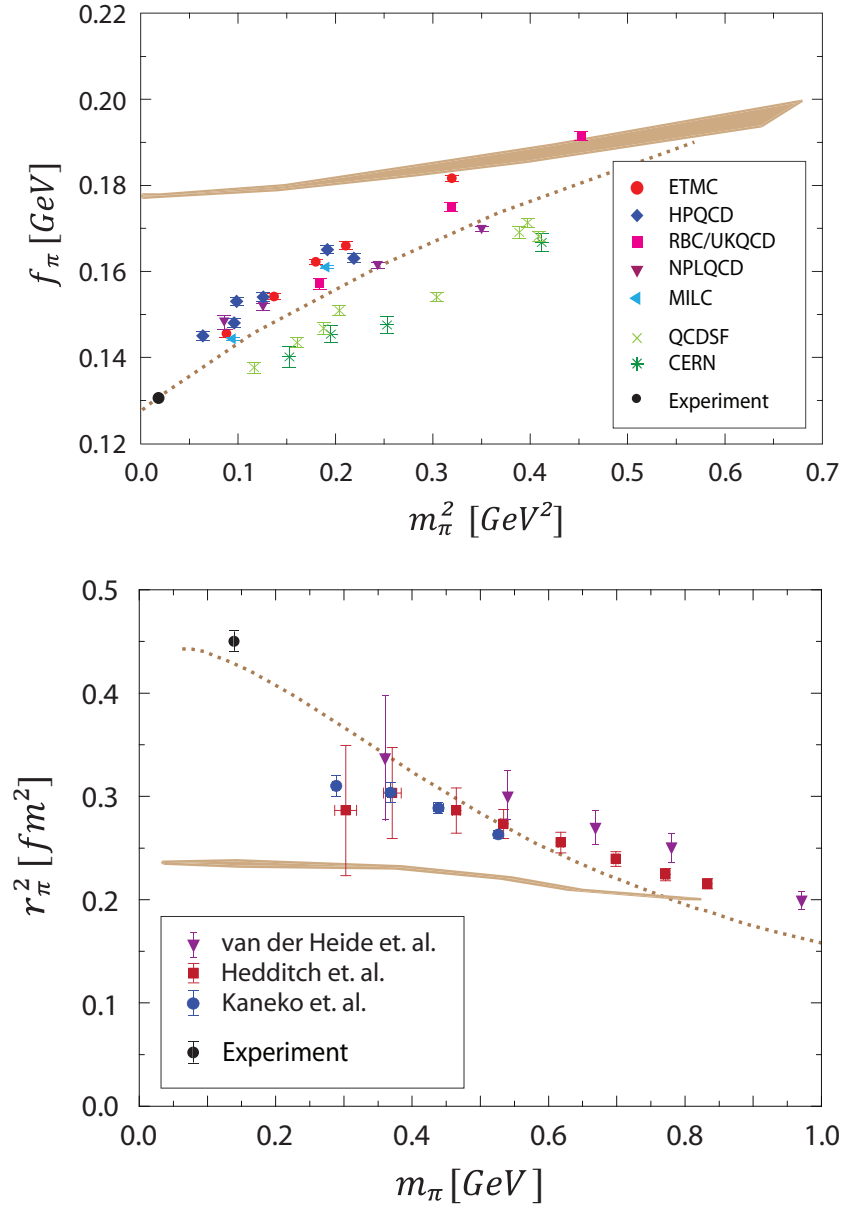 0.22
0.20
0.18
0.16
0.14
0.12
f_π [GeV]
0.0 0.1 0.2 0.3 0.4 0.5 0.6 0.7
m_π^2 [GeV^2]
ETMC
HPQCD
RBC/UKQCD
NPLQCD
MILC
QCDSF
CERN
Experiment
0.5
0.4
0.3
0.2
0.1
0.0
r_π^2 [fm^2]
0.0 0.2 0.4 0.6 0.8 1.0
m_π [GeV]
van der Heide et. al.
Hedditch et. al.
Kaneko et. al.
Experiment